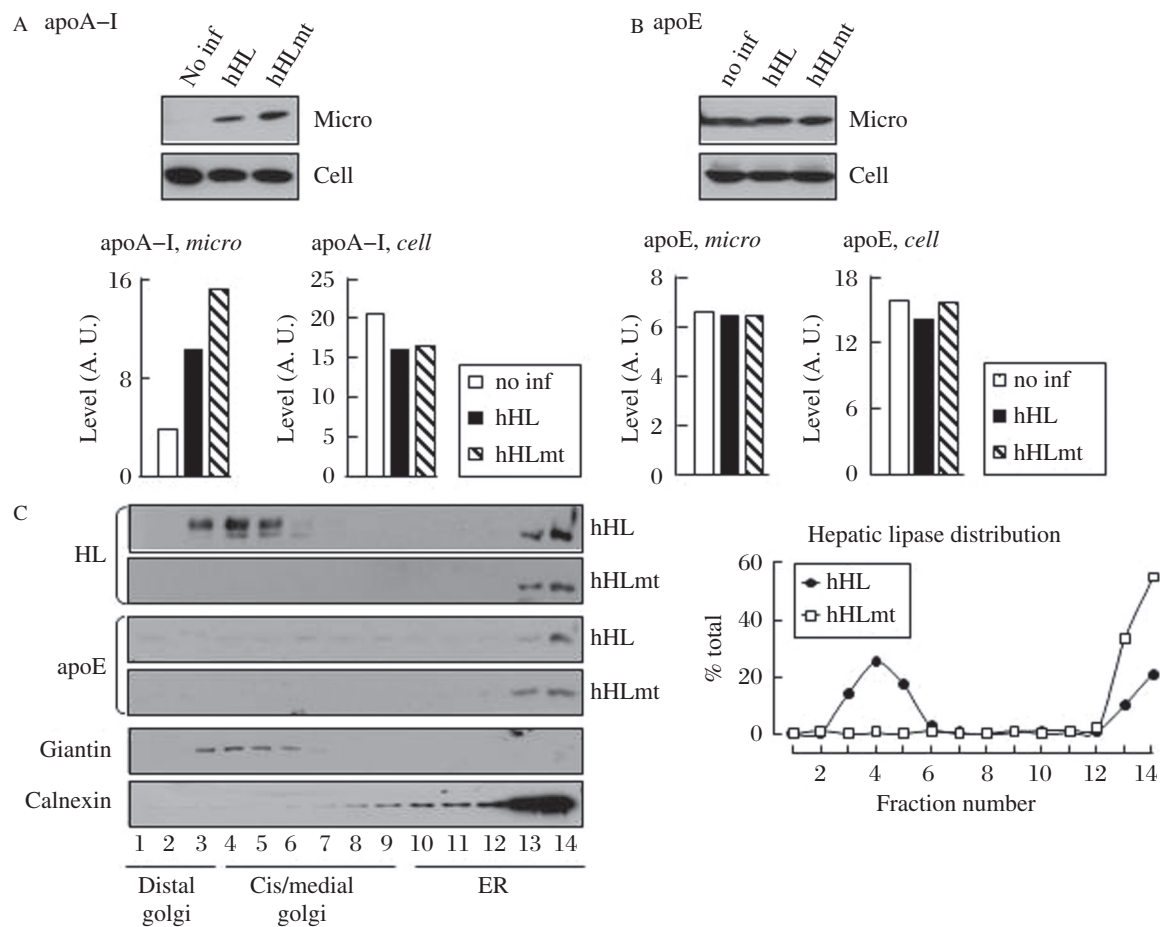 A apoA–I
No inf hHL hHLmt
Micro
Cell
apoA–I, micro
apoA–I, cell
Level (A. U.)
16
8
0
Level (A. U.)
25
20
15
10
5
0
no inf
hHL
hHLmt
B apoE
no inf hHL hHLmt
Micro
Cell
apoE, micro
apoE, cell
Level (A. U.)
8
6
4
2
0
Level (A. U.)
18
12
6
0
no inf
hHL
hHLmt
C
HL
hHL
hHLmt
apoE
hHL
hHLmt
Giantin
Calnexin
1 2 3 4 5 6 7 8 9 10 11 12 13 14
Distal golgi
Cis/medial golgi
ER
Hepatic lipase distribution
% total
60
40
20
0
hHL
hHLmt
2 4 6 8 10 12 14
Fraction number